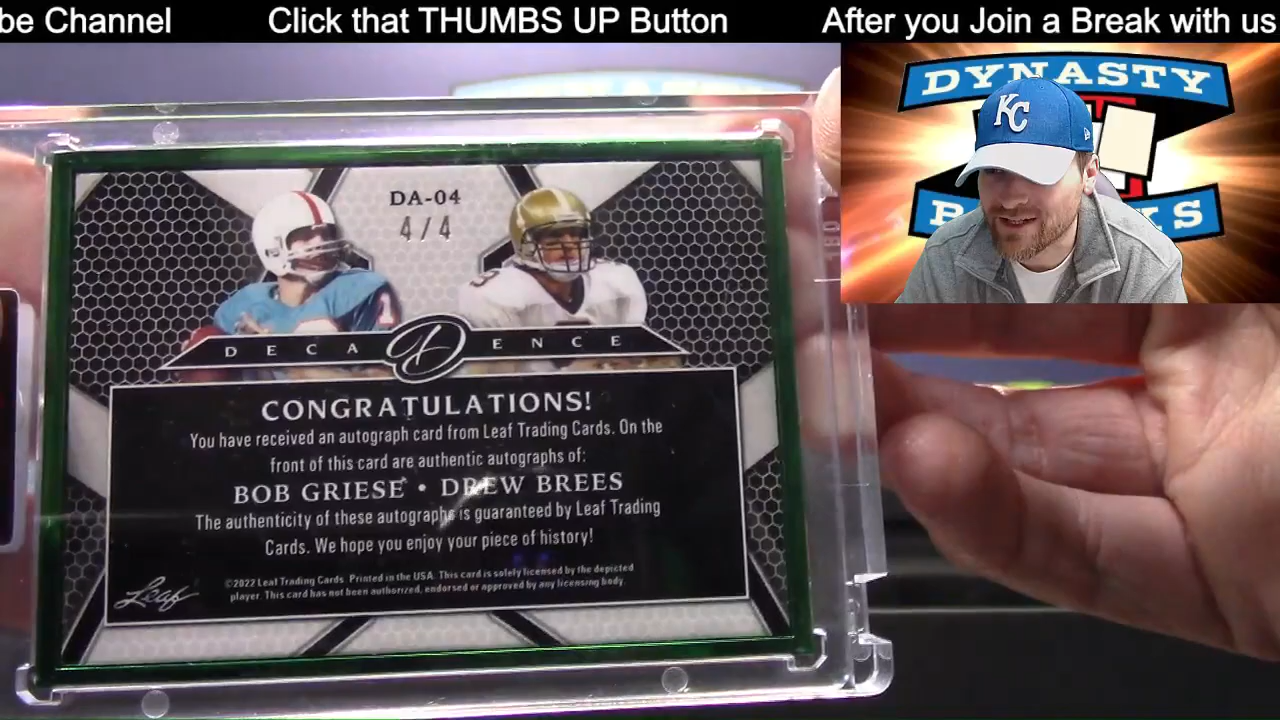 be Channel Click that THUMBS UP Button After you Join a Break with us
DYNASTY
KC
DA-04
4/4
DECA D ENCE
CONGRATULATIONS!
You have received an autograph card from Leaf Trading Cards. On the
front of this card are authentic autographs of:
BOB GRIESE • DREW BREES
The authenticity of these autographs is guaranteed by Leaf Trading
Cards. We hope you enjoy your piece of history!
©2022 Leaf Trading Cards. Printed in the USA. This card is solely licensed by the depicted
player. This card has not been authorized, endorsed or approved by any licensing body.
Leaf